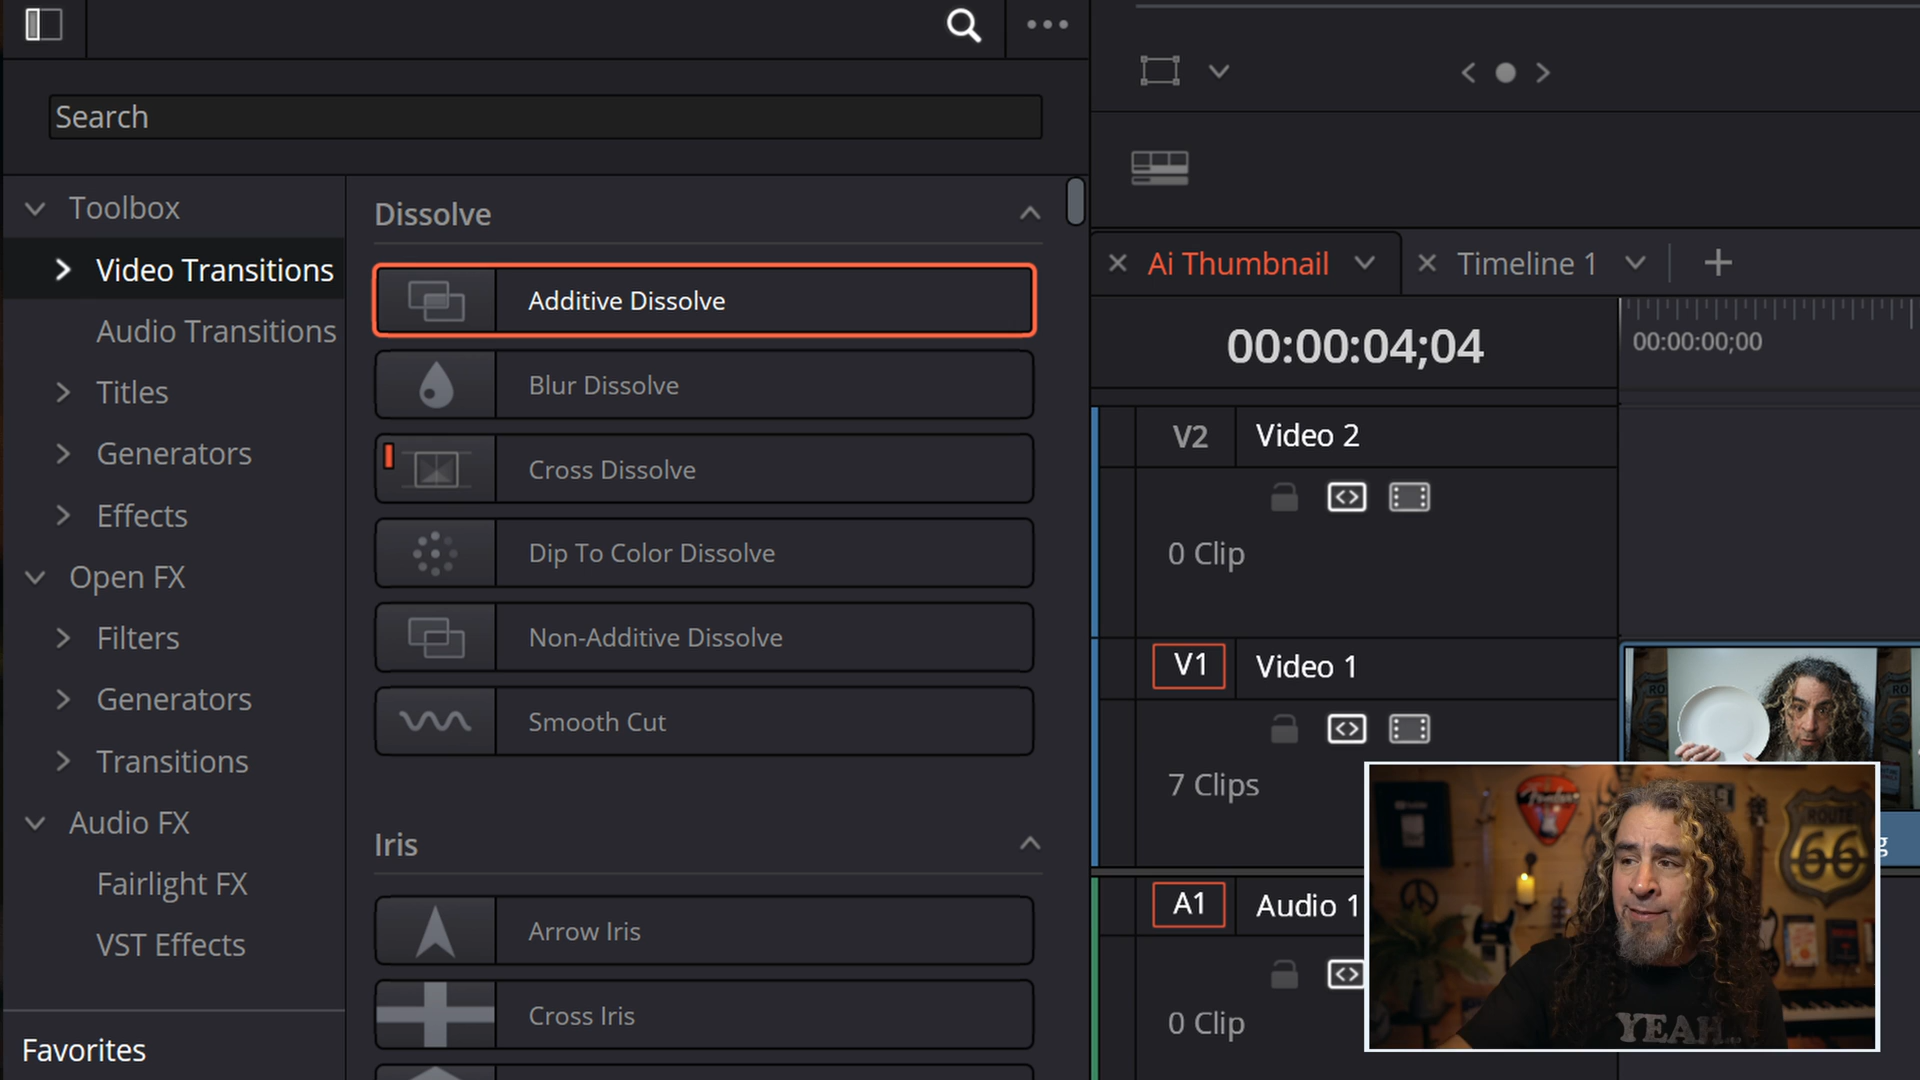 Search
Toolbox
Video Transitions
Audio Transitions
Titles
Generators
Effects
Open FX
Filters
Generators
Transitions
Audio FX
Fairlight FX
VST Effects
Favorites
Dissolve
Additive Dissolve
Blur Dissolve
Cross Dissolve
Dip To Color Dissolve
Non-Additive Dissolve
Smooth Cut
Iris
Arrow Iris
Cross Iris
Ai Thumbnail
Timeline 1
00:00:04;04
00:00:00;00
V2 Video 2
0 Clip
V1 Video 1
7 Clips
A1 Audio 1
0 Clip
Fender
ROUTE
66
YEAH..